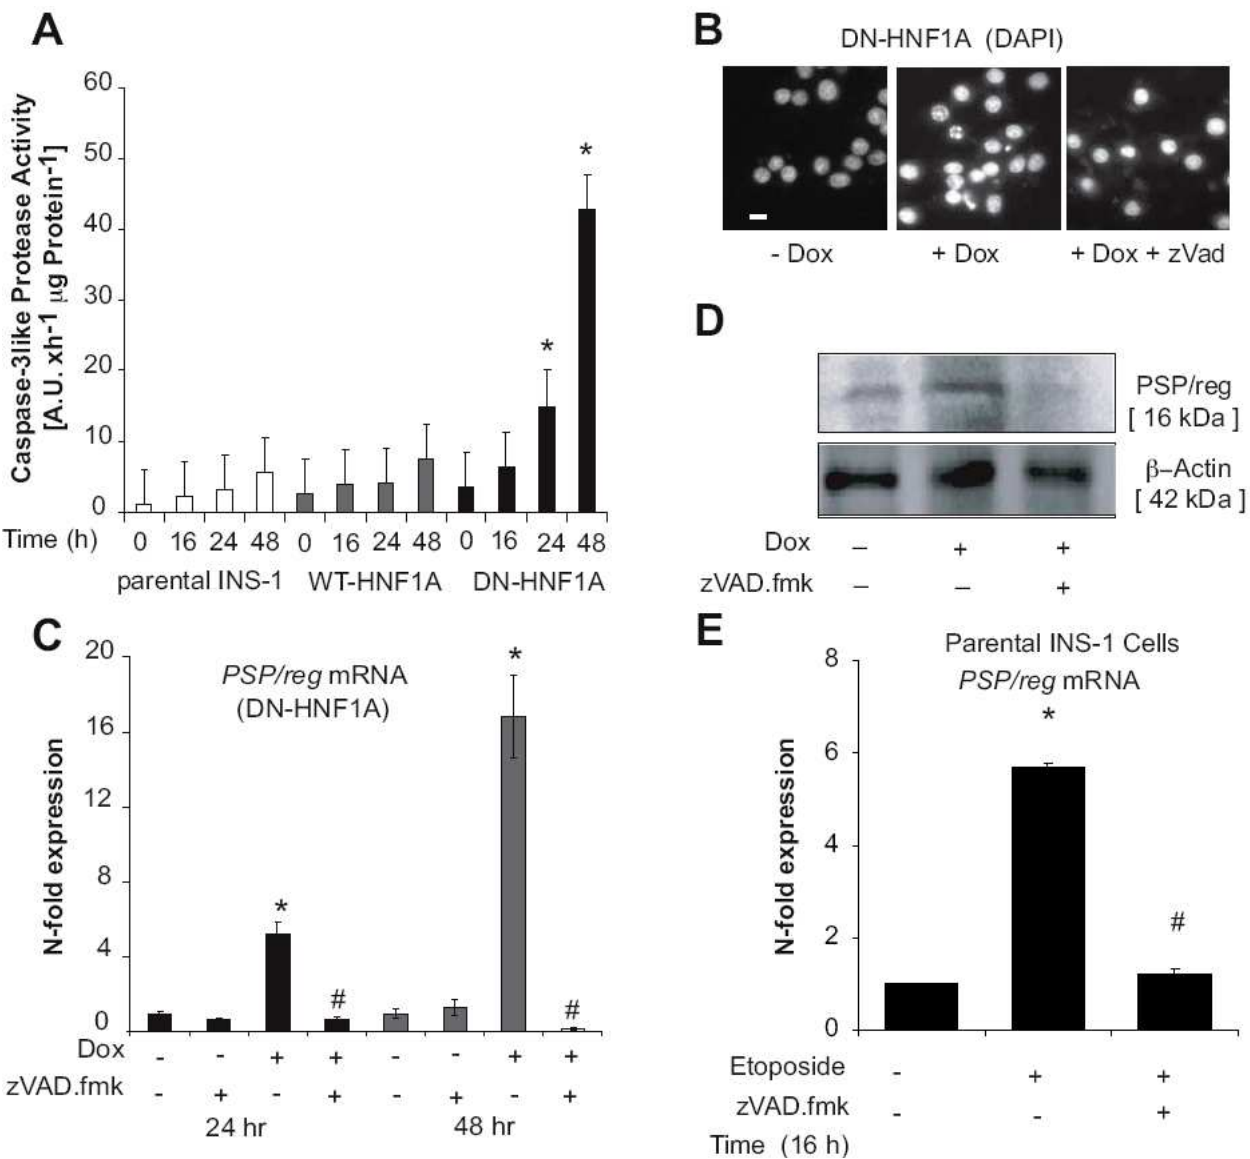 A
Caspase-3like Protease Activity
[A.U. xh-1 μg Protein-1]
60
50
40
30
20
10
0
*
*
Time (h)
0 16 24 48 0 16 24 48 0 16 24 48
parental INS-1 WT-HNF1A DN-HNF1A
B
DN-HNF1A (DAPI)
- Dox + Dox + Dox + zVad
C
PSP/reg mRNA
(DN-HNF1A)
N-fold expression
20
16
12
8
4
0
*
#
*
#
Dox - - + + - - + +
zVAD.fmk - + - + - + - +
24 hr 48 hr
D
PSP/reg
[ 16 kDa ]
β–Actin
[ 42 kDa ]
Dox – + +
zVAD.fmk – – +
E
Parental INS-1 Cells
PSP/reg mRNA
N-fold expression
8
6
4
2
0
*
#
Etoposide - + +
zVAD.fmk - - +
Time (16 h)